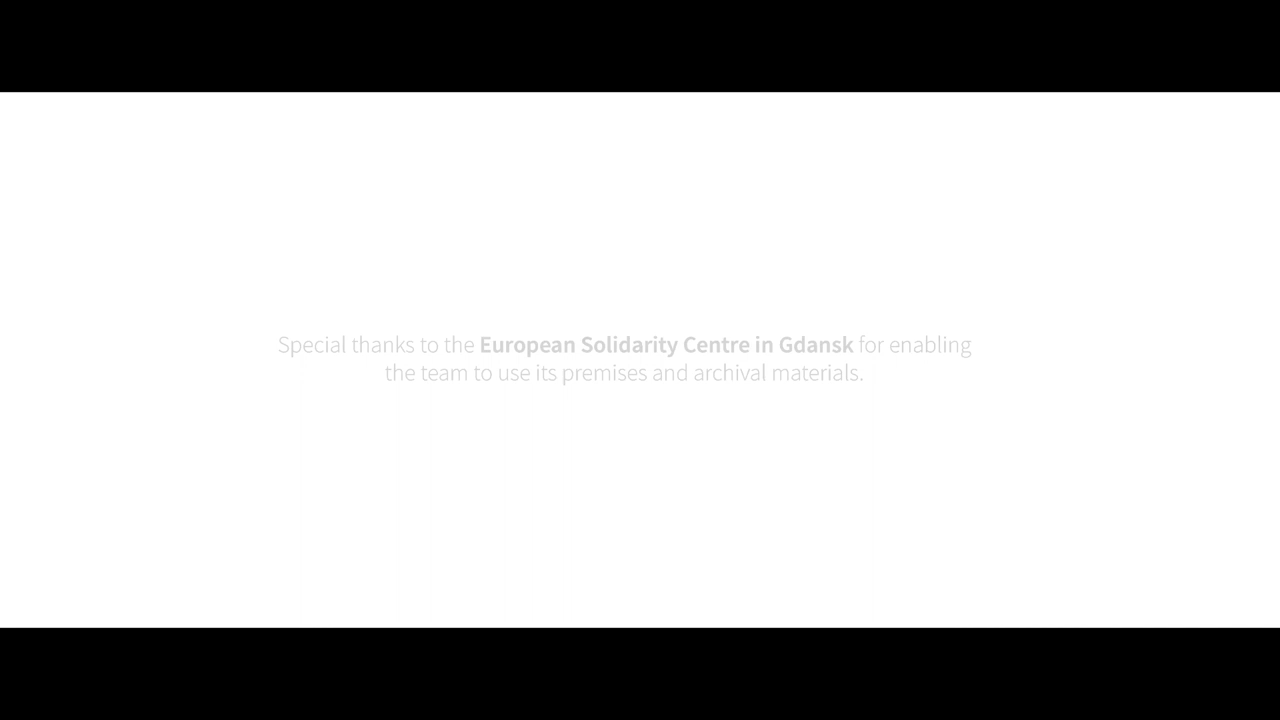 Special thanks to the European Solidarity Centre in Gdansk for enabling
the team to use its premises and archival materials.